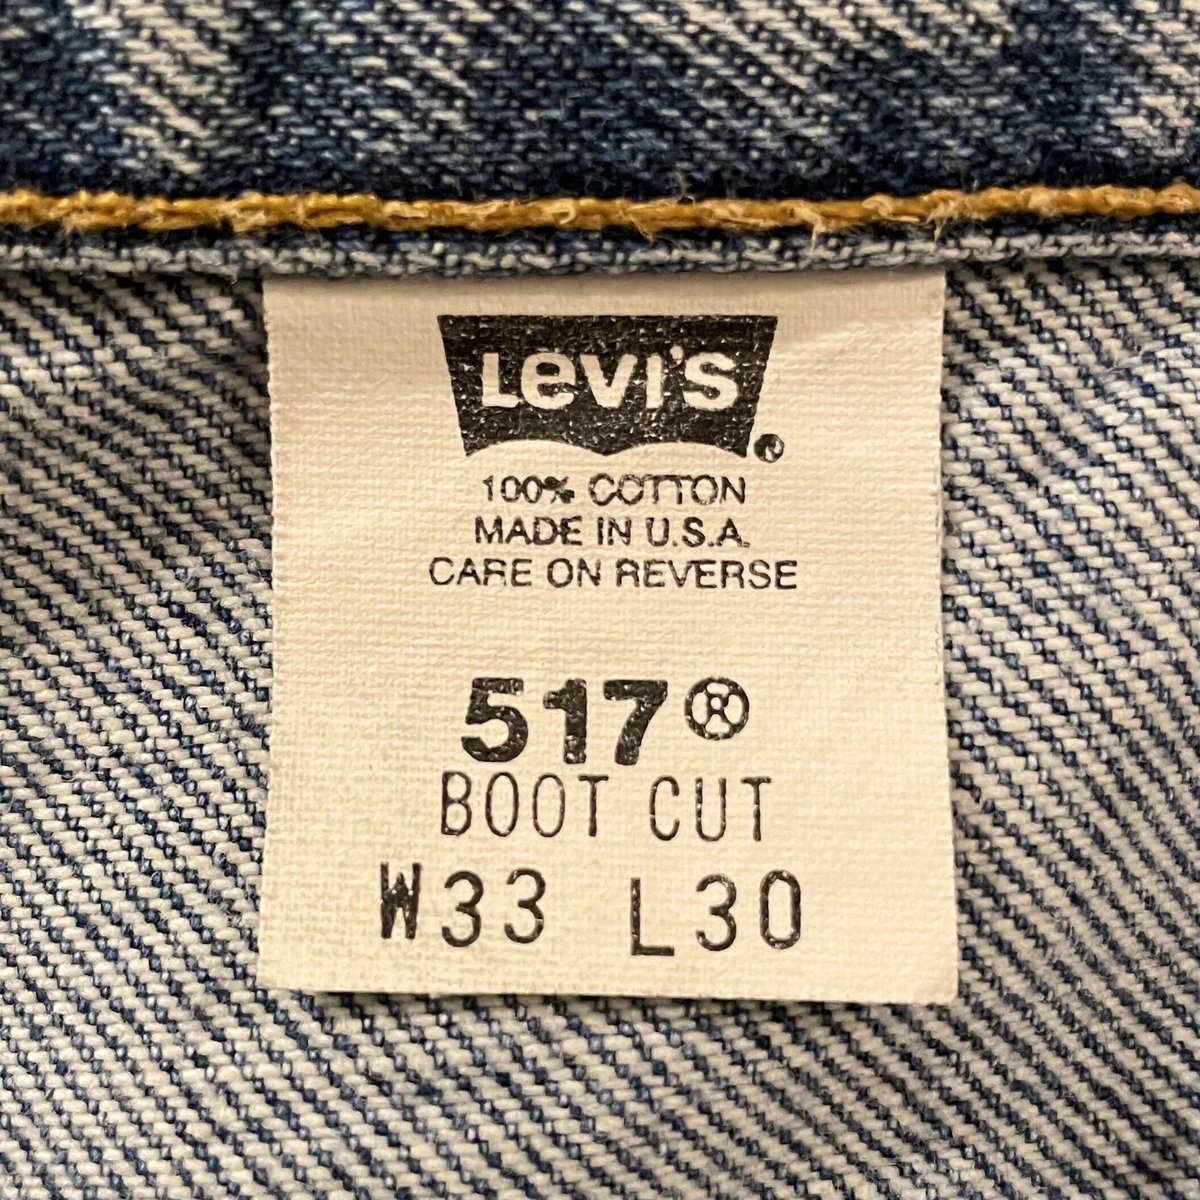 Levi's®
100% COTTON
MADE IN U.S.A.
CARE ON REVERSE
517®
BOOT CUT
W33 L30